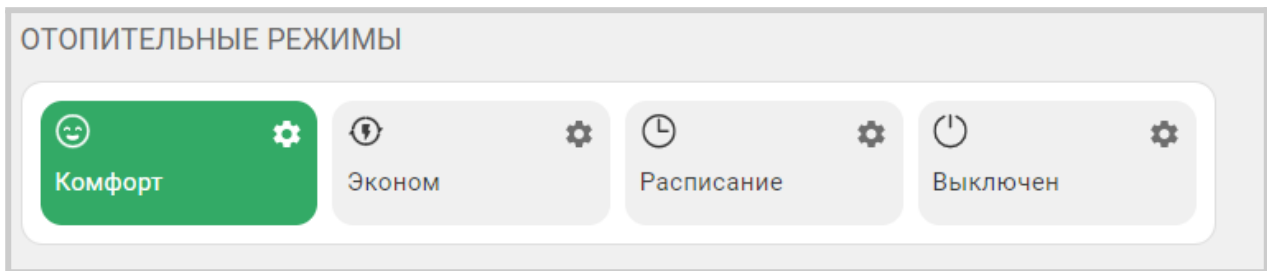 ОТОПИТЕЛЬНЫЕ РЕЖИМЫ
Комфорт
Эконом
Расписание
Выключен